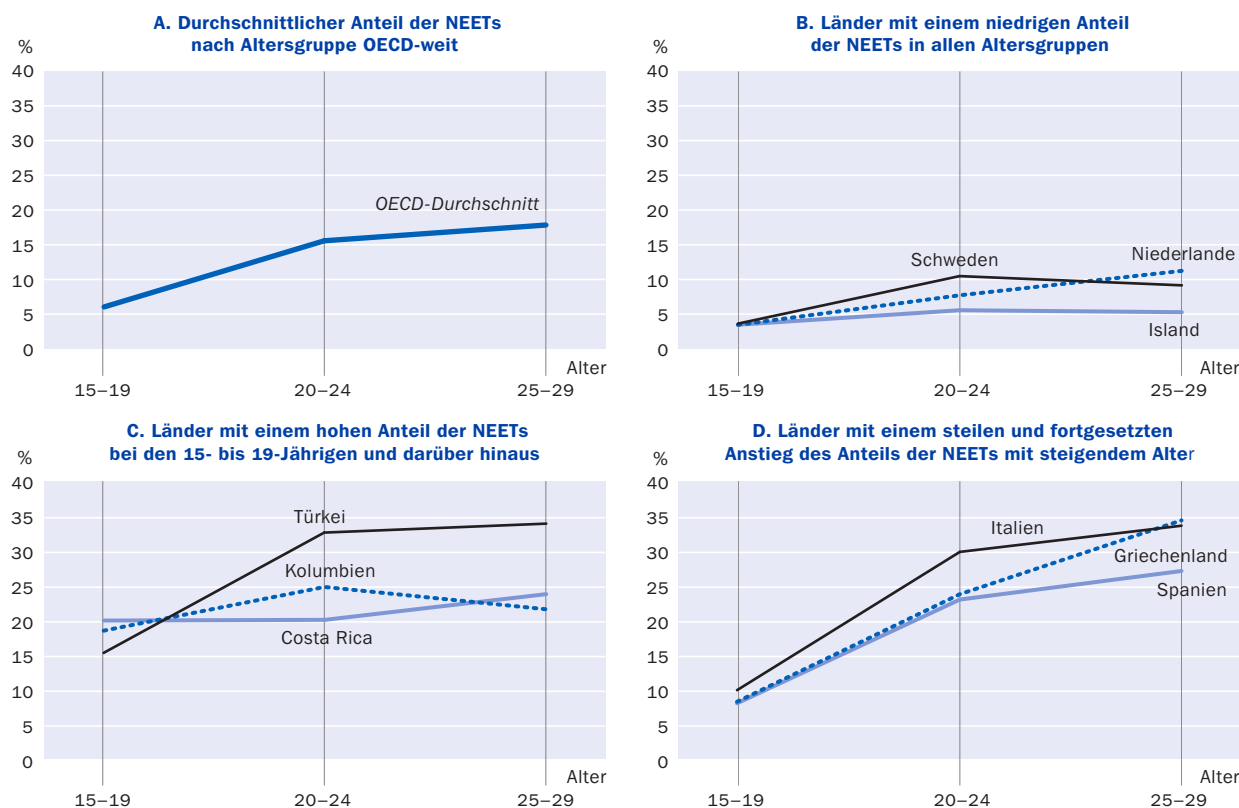 A. Durchschnittlicher Anteil der NEETs
nach Altersgruppe OECD-weit
%
40
35
30
25
20
15
10
5
0
OECD-Durchschnitt
Alter
15–19
20–24
25–29
B. Länder mit einem niedrigen Anteil
der NEETs in allen Altersgruppen
%
40
35
30
25
20
15
10
5
0
Schweden
Niederlande
Island
Alter
15–19
20–24
25–29
C. Länder mit einem hohen Anteil der NEETs
bei den 15- bis 19-Jährigen und darüber hinaus
%
40
35
30
25
20
15
10
5
0
Türkei
Kolumbien
Costa Rica
Alter
15–19
20–24
25–29
D. Länder mit einem steilen und fortgesetzten
Anstieg des Anteils der NEETs mit steigendem Alter
%
40
35
30
25
20
15
10
5
0
Italien
Griechenland
Spanien
Alter
15–19
20–24
25–29